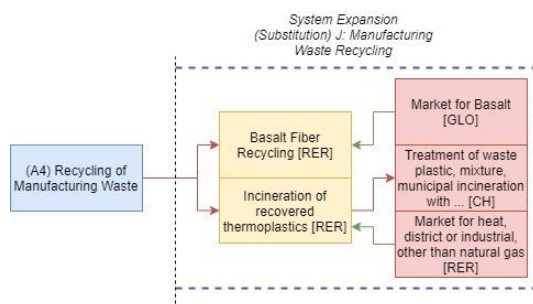 System Expansion
(Substitution) J: Manufacturing
Waste Recycling
(A4) Recycling of
Manufacturing Waste
Basalt Fiber
Recycling [RER]
Incineration of
recovered
thermoplastics [RER]
Market for Basalt
[GLO]
Treatment of waste
plastic, mixture,
municipal incineration
with ... [CH]
Market for heat,
district or industrial,
other than natural gas
[RER]